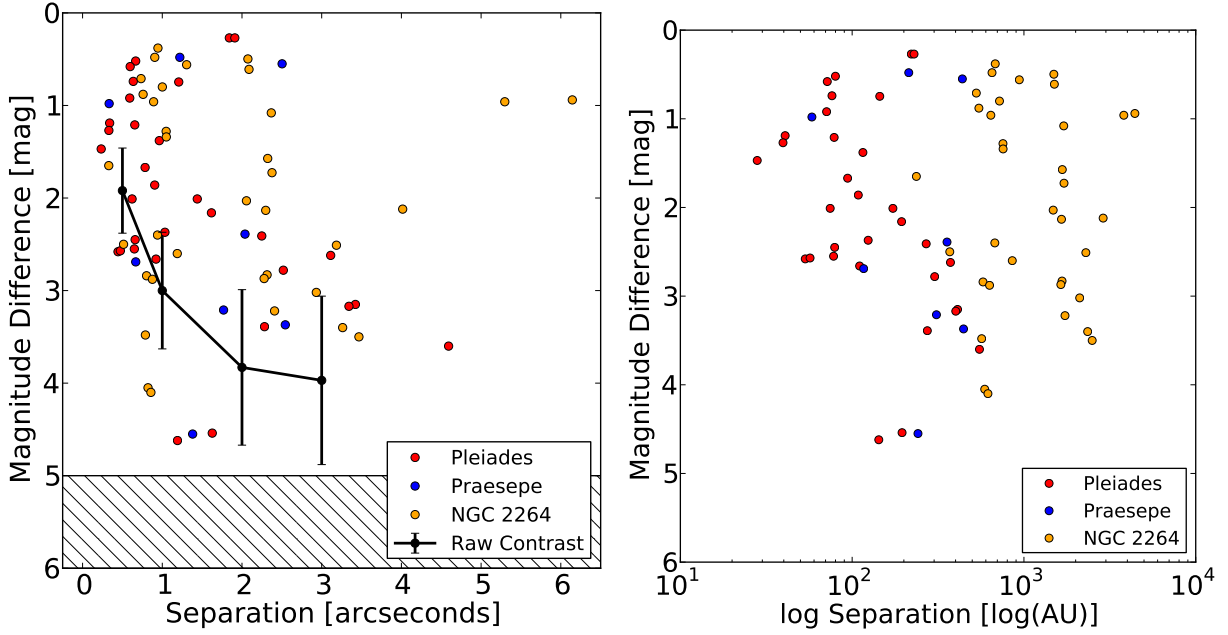 0
1
2
3
4
5
6
Magnitude Difference [mag]
0 1 2 3 4 5 6
Separation [arcseconds]
Pleiades
Praesepe
NGC 2264
Raw Contrast
0
1
2
3
4
5
6
Magnitude Difference [mag]
10^1 10^2 10^3 10^4
log Separation [log(AU)]
Pleiades
Praesepe
NGC 2264